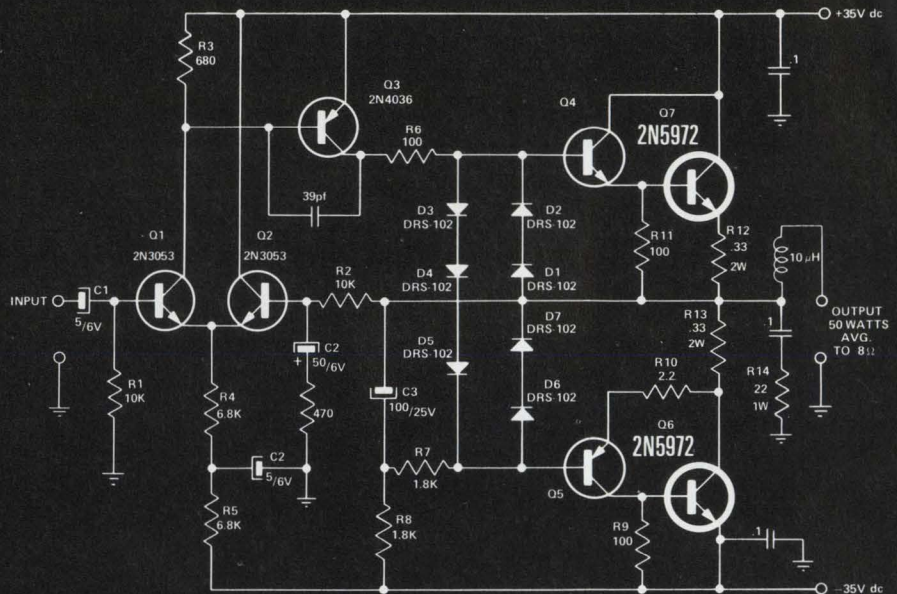 +35V dc
R3
680
.1
Q3
2N4036
Q4
Q7
2N5972
R6
100
39pf
D3
DRS-102
D2
DRS-102
R11
100
R12
.33
2W
10 μH
Q1
2N3053
Q2
2N3053
R2
10K
D4
DRS-102
D1
DRS-102
INPUT
C1
5/6V
R13
.33
2W
OUTPUT
50 WATTS
AVG.
TO 8Ω
D5
DRS-102
D7
DRS-102
.1
+
C2
50/6V
C3
100/25V
R10
2.2
R14
22
1W
R1
10K
R4
6.8K
470
D6
DRS-102
Q6
2N5972
C2
5/6V
R7
1.8K
Q5
R5
6.8K
R8
1.8K
R9
100
.1
-35V dc